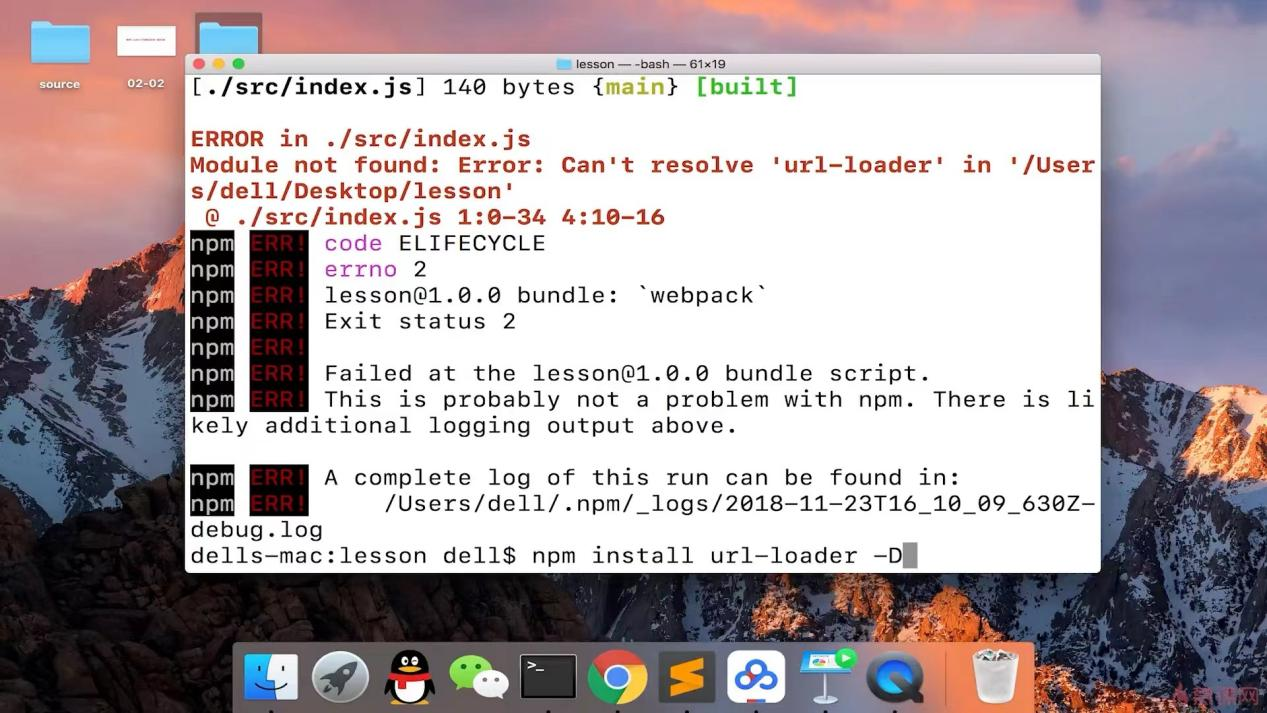 source
02-02
lesson — -bash — 61×19
[./src/index.js] 140 bytes {main} [built]
ERROR in ./src/index.js
Module not found: Error: Can't resolve 'url-loader' in '/User
s/dell/Desktop/lesson'
@ ./src/index.js 1:0-34 4:10-16
npm ERR! code ELIFECYCLE
npm ERR! errno 2
npm ERR! lesson@1.0.0 bundle: `webpack`
npm ERR! Exit status 2
npm ERR!
npm ERR! Failed at the lesson@1.0.0 bundle script.
npm ERR! This is probably not a problem with npm. There is li
kely additional logging output above.
npm ERR! A complete log of this run can be found in:
npm ERR!     /Users/dell/.npm/_logs/2018-11-23T16_10_09_630Z-
debug.log
dells-mac:lesson dell$ npm install url-loader -D
>_
慕课网